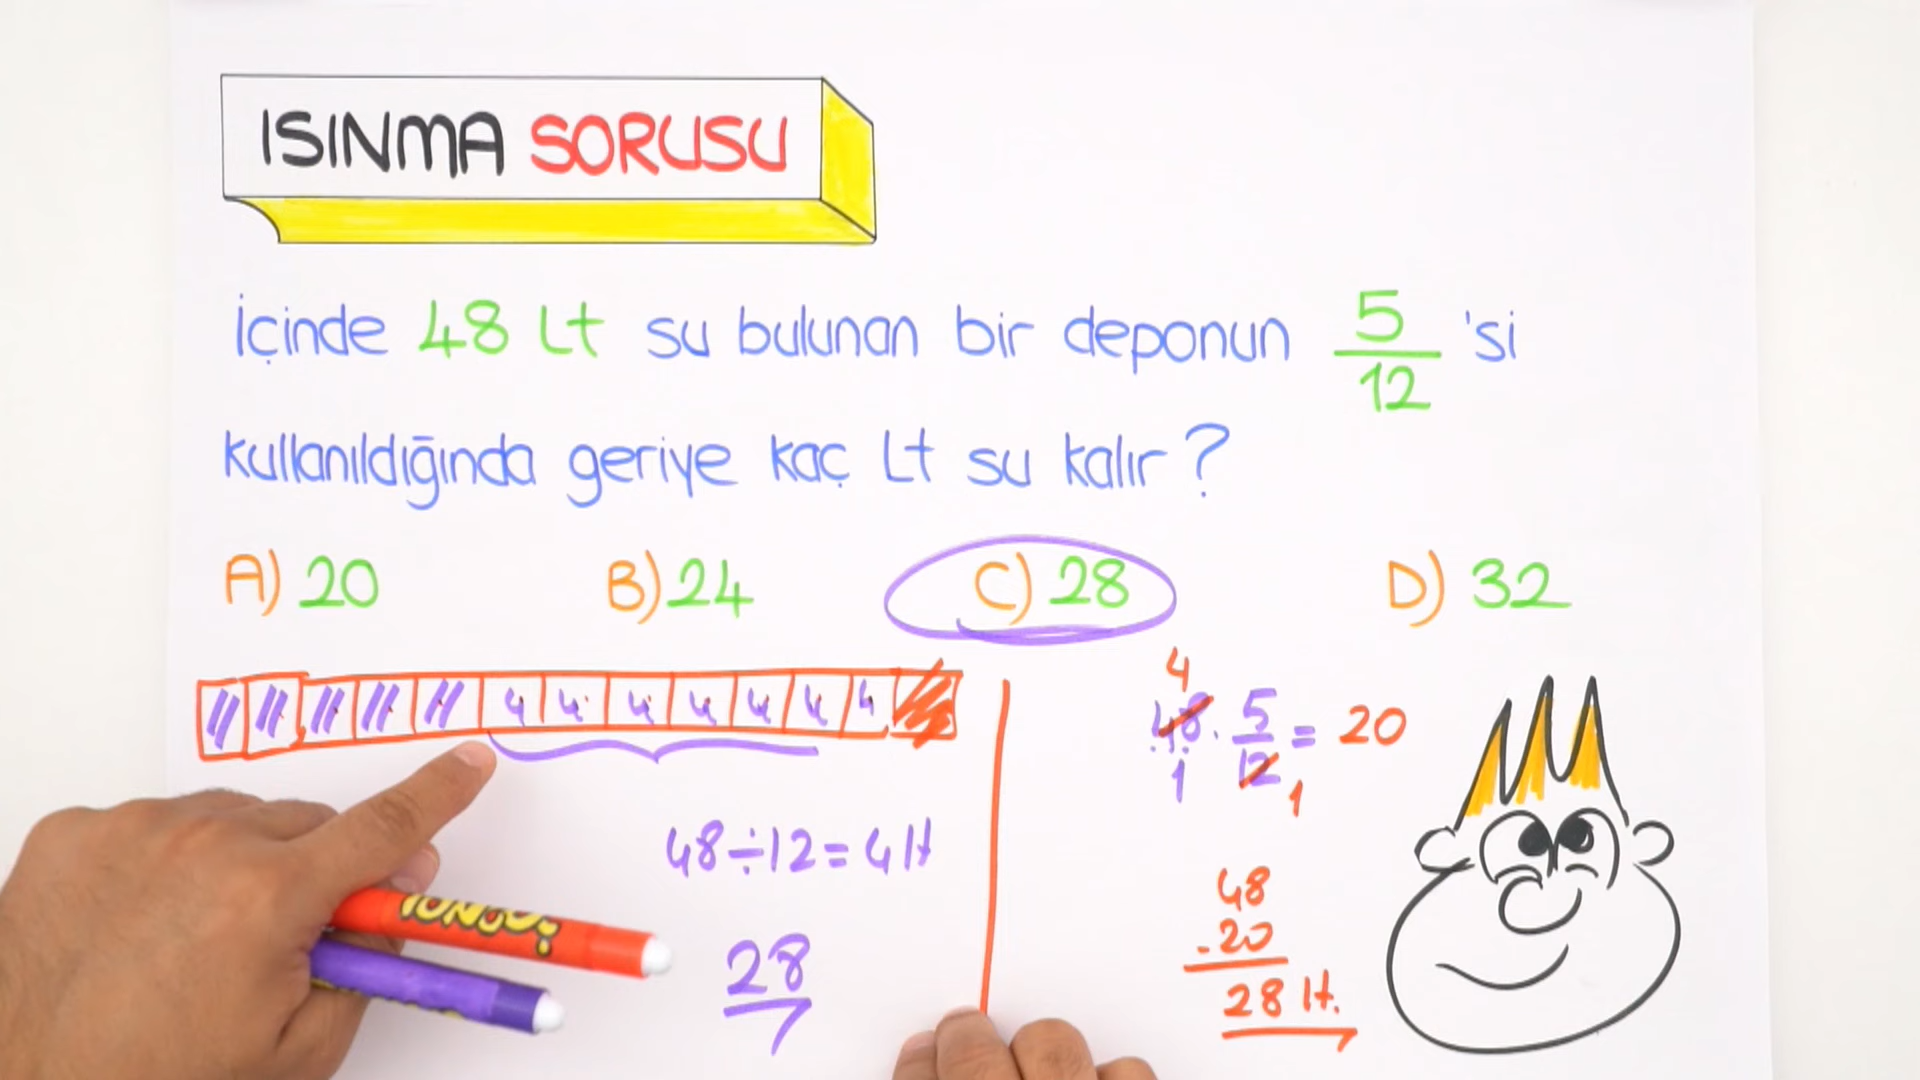 ISINMA SORUSU
İçinde 48 Lt su bulunan bir deponun 5/12 'si
kullanıldığında geriye kaç Lt su kalır ?
A) 20 B) 24 C) 28 D) 32
4 4 4 4 4 4 4
48÷12=4 lt
28
4
48 . 5/12 = 20
1 1
48
- 20
28 lt.